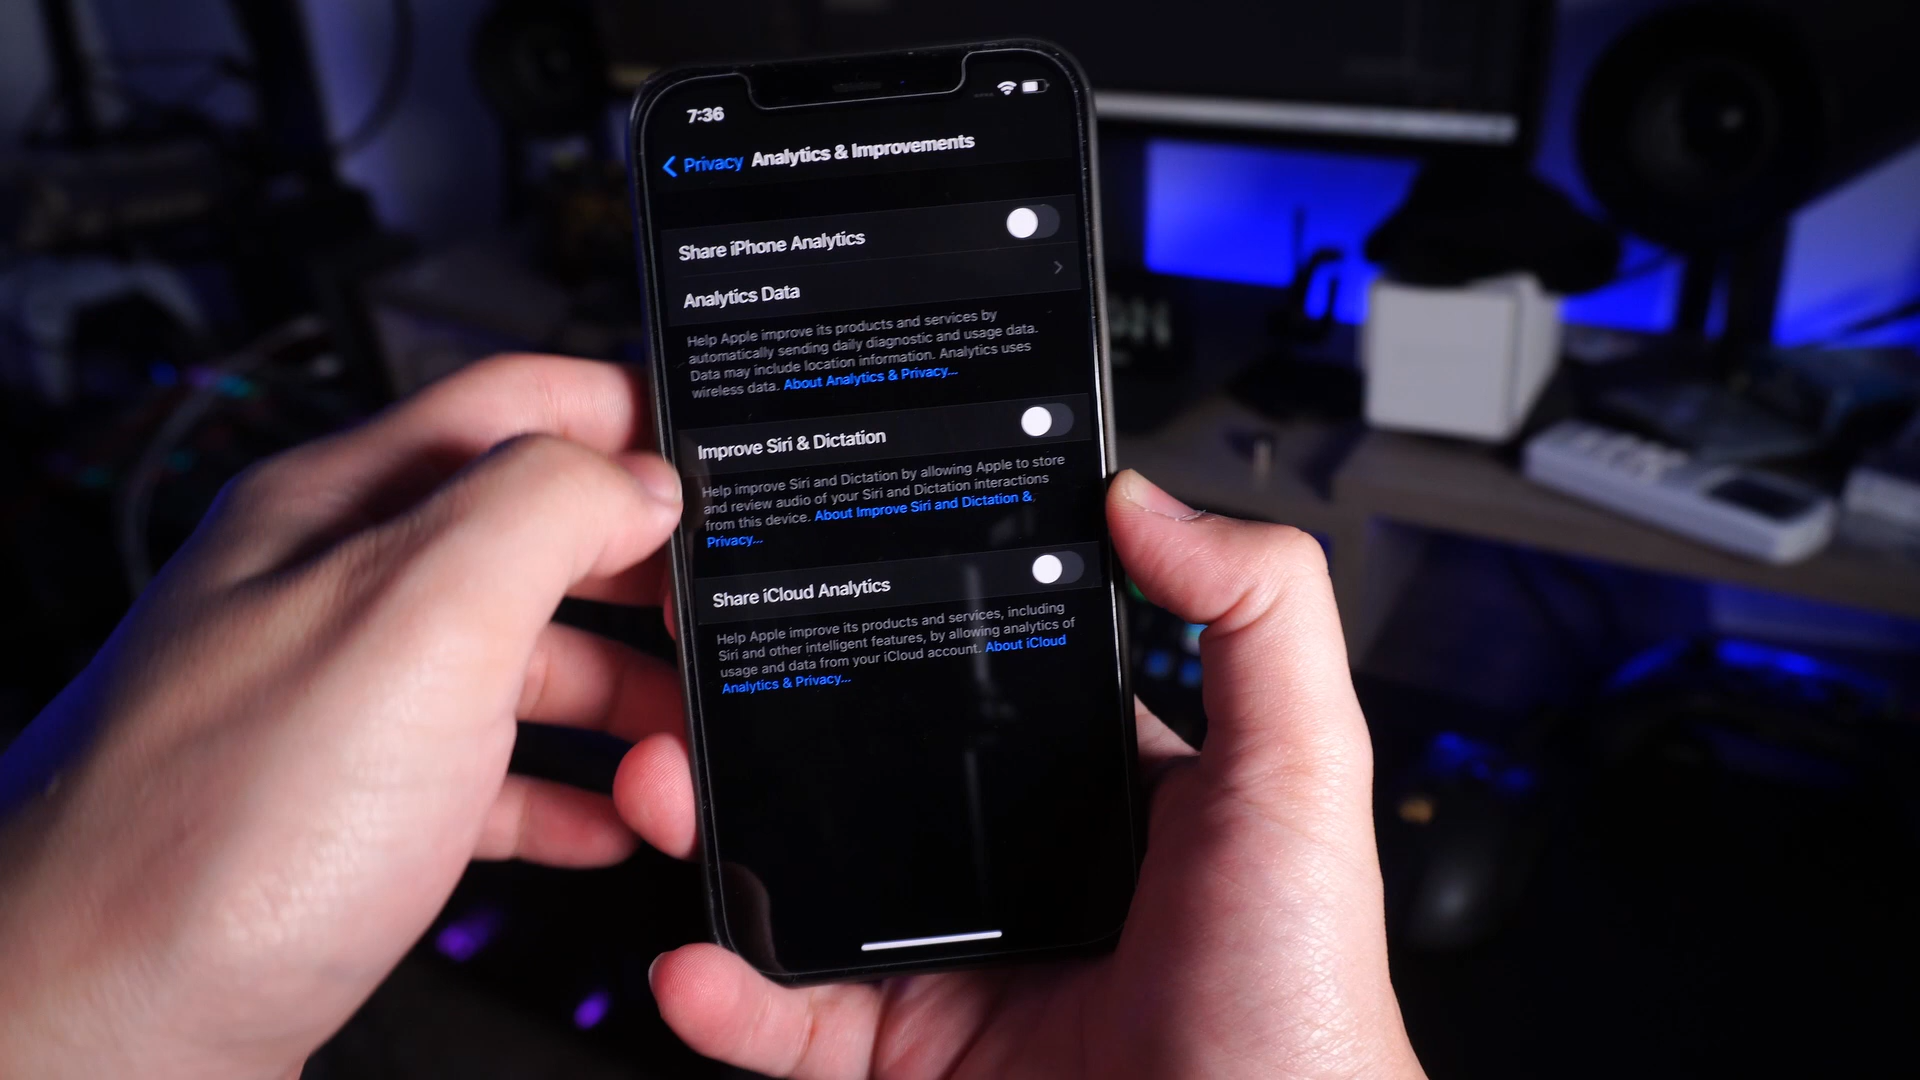 7:36
Privacy Analytics & Improvements
Share iPhone Analytics
Analytics Data
Help Apple improve its products and services by
automatically sending daily diagnostic and usage data.
Data may include location information. Analytics uses
wireless data. About Analytics & Privacy...
Improve Siri & Dictation
Help improve Siri and Dictation by allowing Apple to store
and review audio of your Siri and Dictation interactions
from this device. About Improve Siri and Dictation &
Privacy...
Share iCloud Analytics
Help Apple improve its products and services, including
Siri and other intelligent features, by allowing analytics of
usage and data from your iCloud account. About iCloud
Analytics & Privacy...